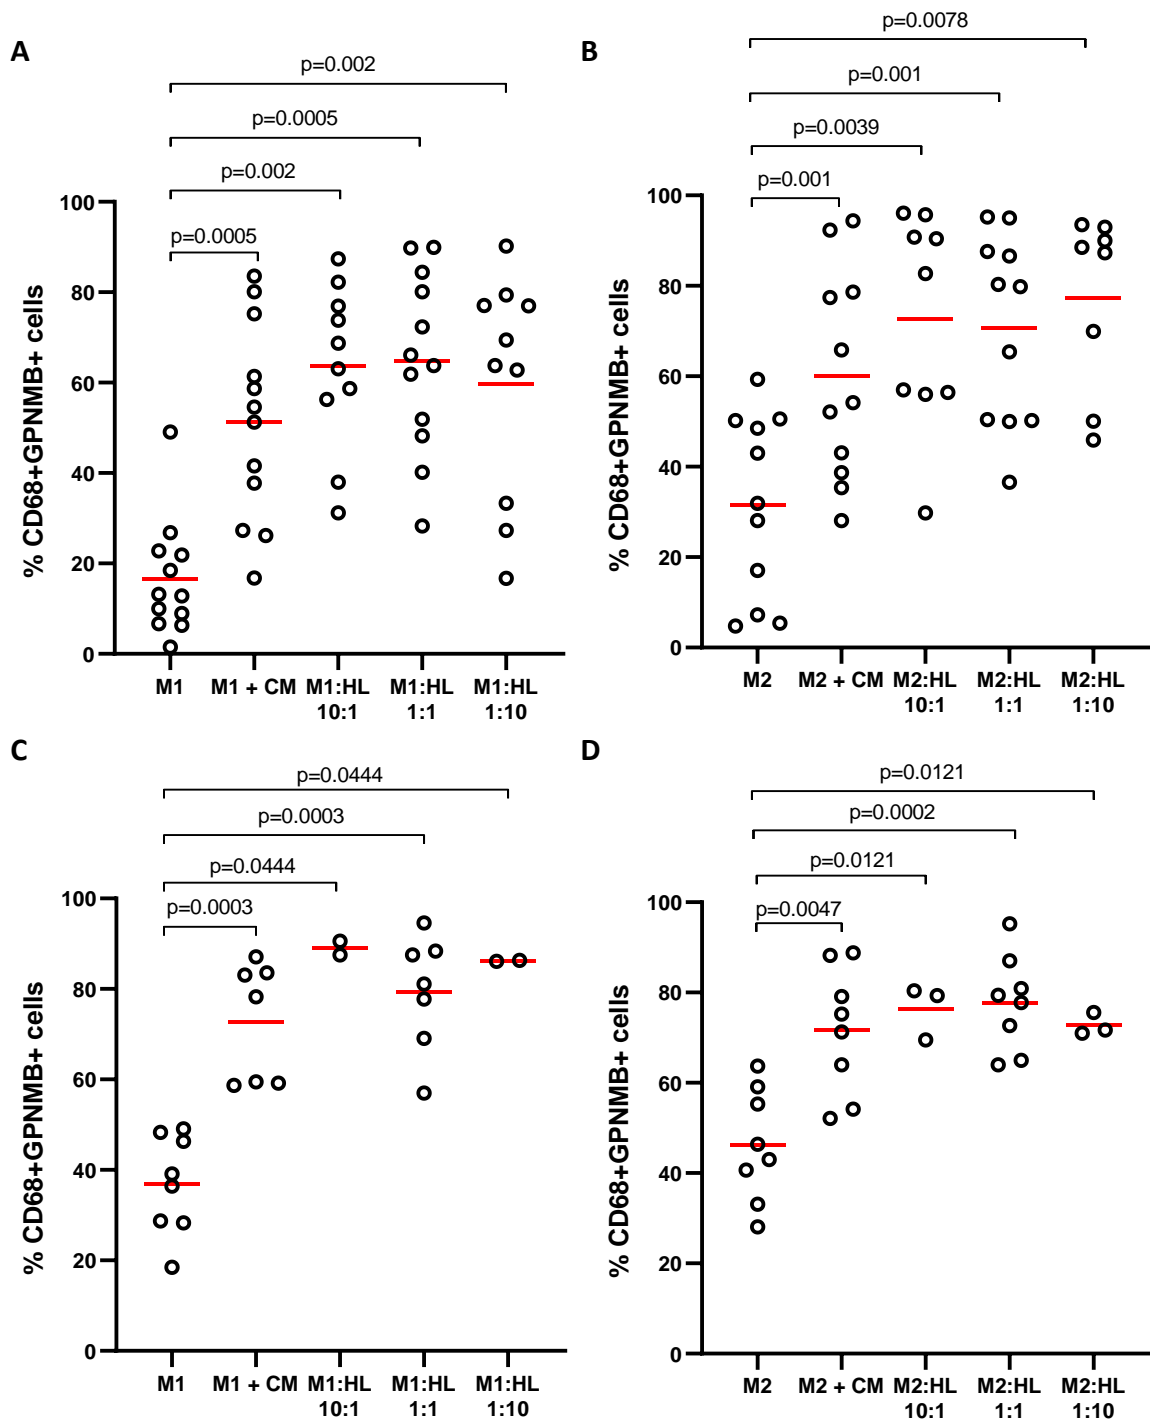 A
p=0.002
p=0.0005
p=0.002
p=0.0005
% CD68+GPNMB+ cells
100
80
60
40
20
0
M1
M1 + CM
M1:HL
10:1
M1:HL
1:1
M1:HL
1:10
B
p=0.0078
p=0.001
p=0.0039
p=0.001
% CD68+GPNMB+ cells
100
80
60
40
20
0
M2
M2 + CM
M2:HL
10:1
M2:HL
1:1
M2:HL
1:10
C
p=0.0444
p=0.0003
p=0.0444
p=0.0003
% CD68+GPNMB+ cells
100
80
60
40
20
0
M1
M1 + CM
M1:HL
10:1
M1:HL
1:1
M1:HL
1:10
D
p=0.0121
p=0.0002
p=0.0121
p=0.0047
% CD68+GPNMB+ cells
100
80
60
40
20
0
M2
M2 + CM
M2:HL
10:1
M2:HL
1:1
M2:HL
1:10